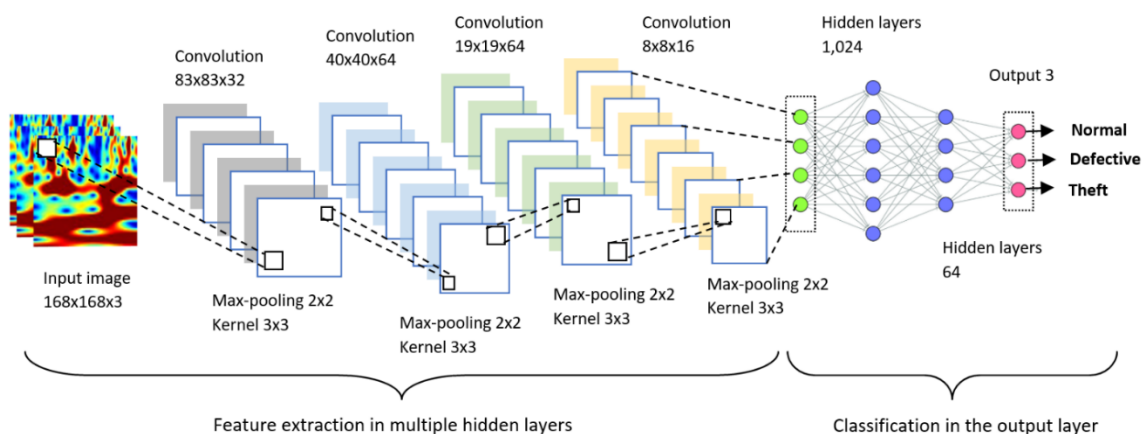 Convolution
83x83x32
Convolution
40x40x64
Convolution
19x19x64
Convolution
8x8x16
Hidden layers
1,024
Output 3
Normal
Defective
Theft
Input image
168x168x3
Max-pooling 2x2
Kernel 3x3
Max-pooling 2x2
Kernel 3x3
Max-pooling 2x2
Kernel 3x3
Max-pooling 2x2
Kernel 3x3
Hidden layers
64
Feature extraction in multiple hidden layers
Classification in the output layer